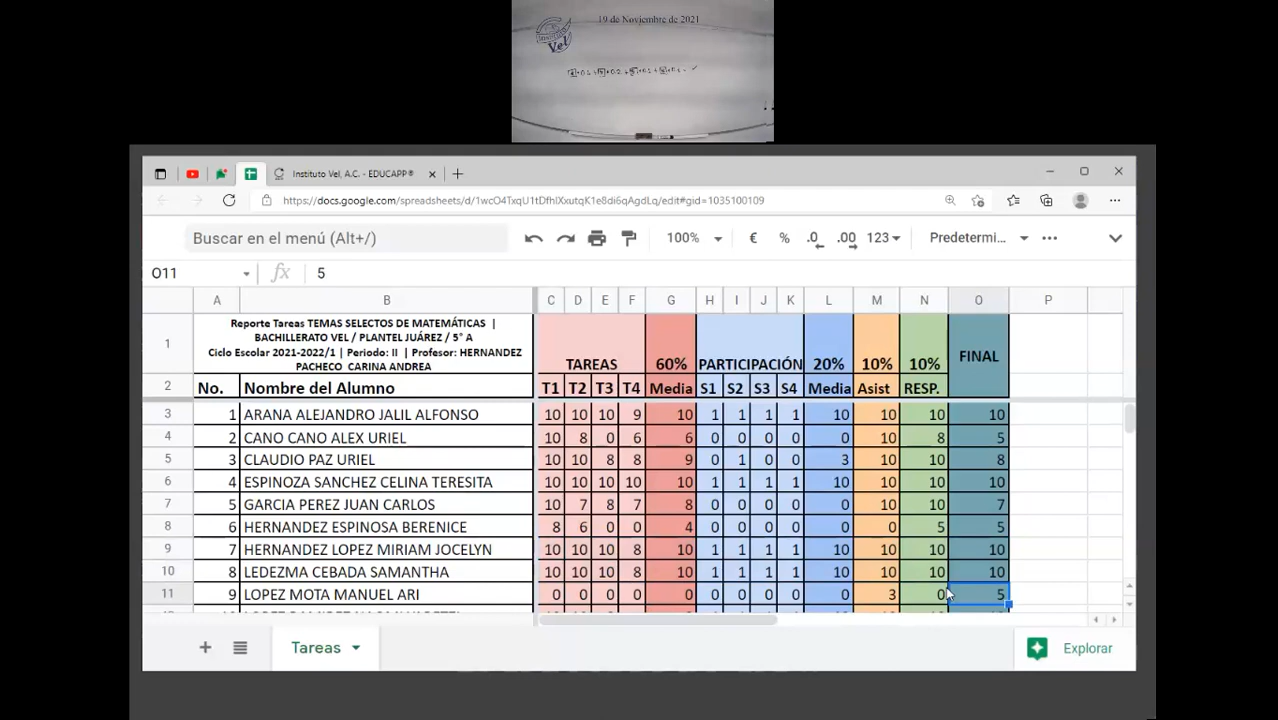 19 de Noviembre de 2021
Vel
Instituto Vel, A.C. - EDUCAPP®
https://docs.google.com/spreadsheets/d/1wcO4TxqU1tDfhIXxutqK1e8di6qAgdLq/edit#gid=1035100109
Buscar en el menú (Alt+/) 100% € % .0 .00 123 Predetermi...
O11 fx 5
A B C D E F G H I J K L M N O P
1 Reporte Tareas TEMAS SELECTOS DE MATEMÁTICAS |
BACHILLERATO VEL / PLANTEL JUÁREZ / 5° A
Ciclo Escolar 2021-2022/1 | Periodo: II | Profesor: HERNANDEZ
PACHECO CARINA ANDREA
TAREAS 60% PARTICIPACIÓN 20% 10% 10% FINAL
2 No. Nombre del Alumno T1 T2 T3 T4 Media S1 S2 S3 S4 Media Asist RESP.
3 1 ARANA ALEJANDRO JALIL ALFONSO 10 10 10 9 10 1 1 1 1 10 10 10 10
4 2 CANO CANO ALEX URIEL 10 8 0 6 6 0 0 0 0 0 10 8 5
5 3 CLAUDIO PAZ URIEL 10 10 8 8 9 0 1 0 0 3 10 10 8
6 4 ESPINOZA SANCHEZ CELINA TERESITA 10 10 10 10 10 1 1 1 1 10 10 10 10
7 5 GARCIA PEREZ JUAN CARLOS 10 7 8 7 8 0 0 0 0 0 10 10 7
8 6 HERNANDEZ ESPINOSA BERENICE 8 6 0 0 4 0 0 0 0 0 0 5 5
9 7 HERNANDEZ LOPEZ MIRIAM JOCELYN 10 10 10 8 10 1 1 1 1 10 10 10 10
10 8 LEDEZMA CEBADA SAMANTHA 10 10 10 8 10 1 1 1 1 10 10 10 10
11 9 LOPEZ MOTA MANUEL ARI 0 0 0 0 0 0 0 0 0 0 3 0 5
Tareas Explorar